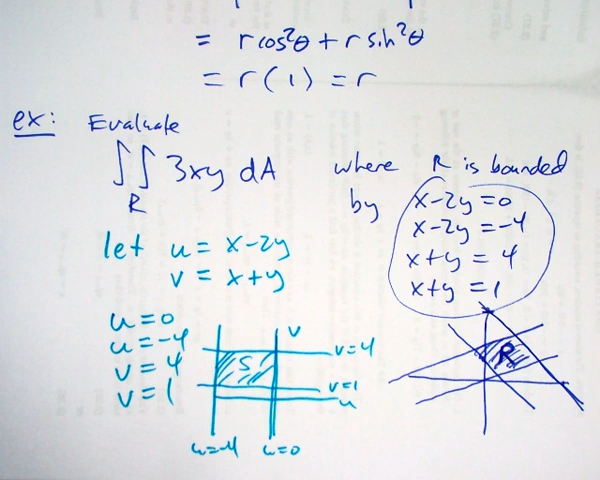 = r cos²θ + r sin²θ
= r(1) = r
ex: Evaluate
∬ 3xy dA where R is bounded
R
by x-2y=0
x-2y=-4
x+y=4
x+y=1
let u = x-2y
v = x+y
u=0
u=-4
v=4
v=1
v
v=4
S
v=1
u
u=-4 u=0
R